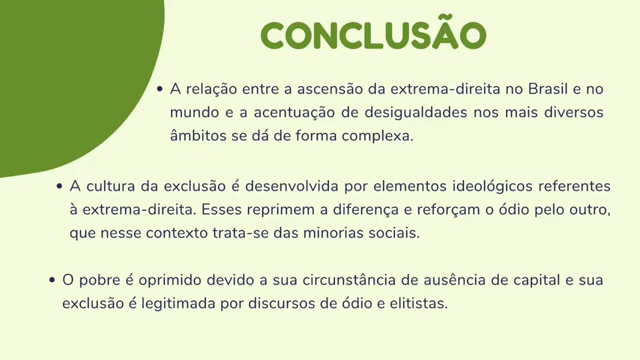 CONCLUSÃO
• A relação entre a ascensão da extrema-direita no Brasil e no
mundo e a acentuação de desigualdades nos mais diversos
âmbitos se dá de forma complexa.
• A cultura da exclusão é desenvolvida por elementos ideológicos referentes
à extrema-direita. Esses reprimem a diferença e reforçam o ódio pelo outro,
que nesse contexto trata-se das minorias sociais.
• O pobre é oprimido devido a sua circunstância de ausência de capital e sua
exclusão é legitimada por discursos de ódio e elitistas.